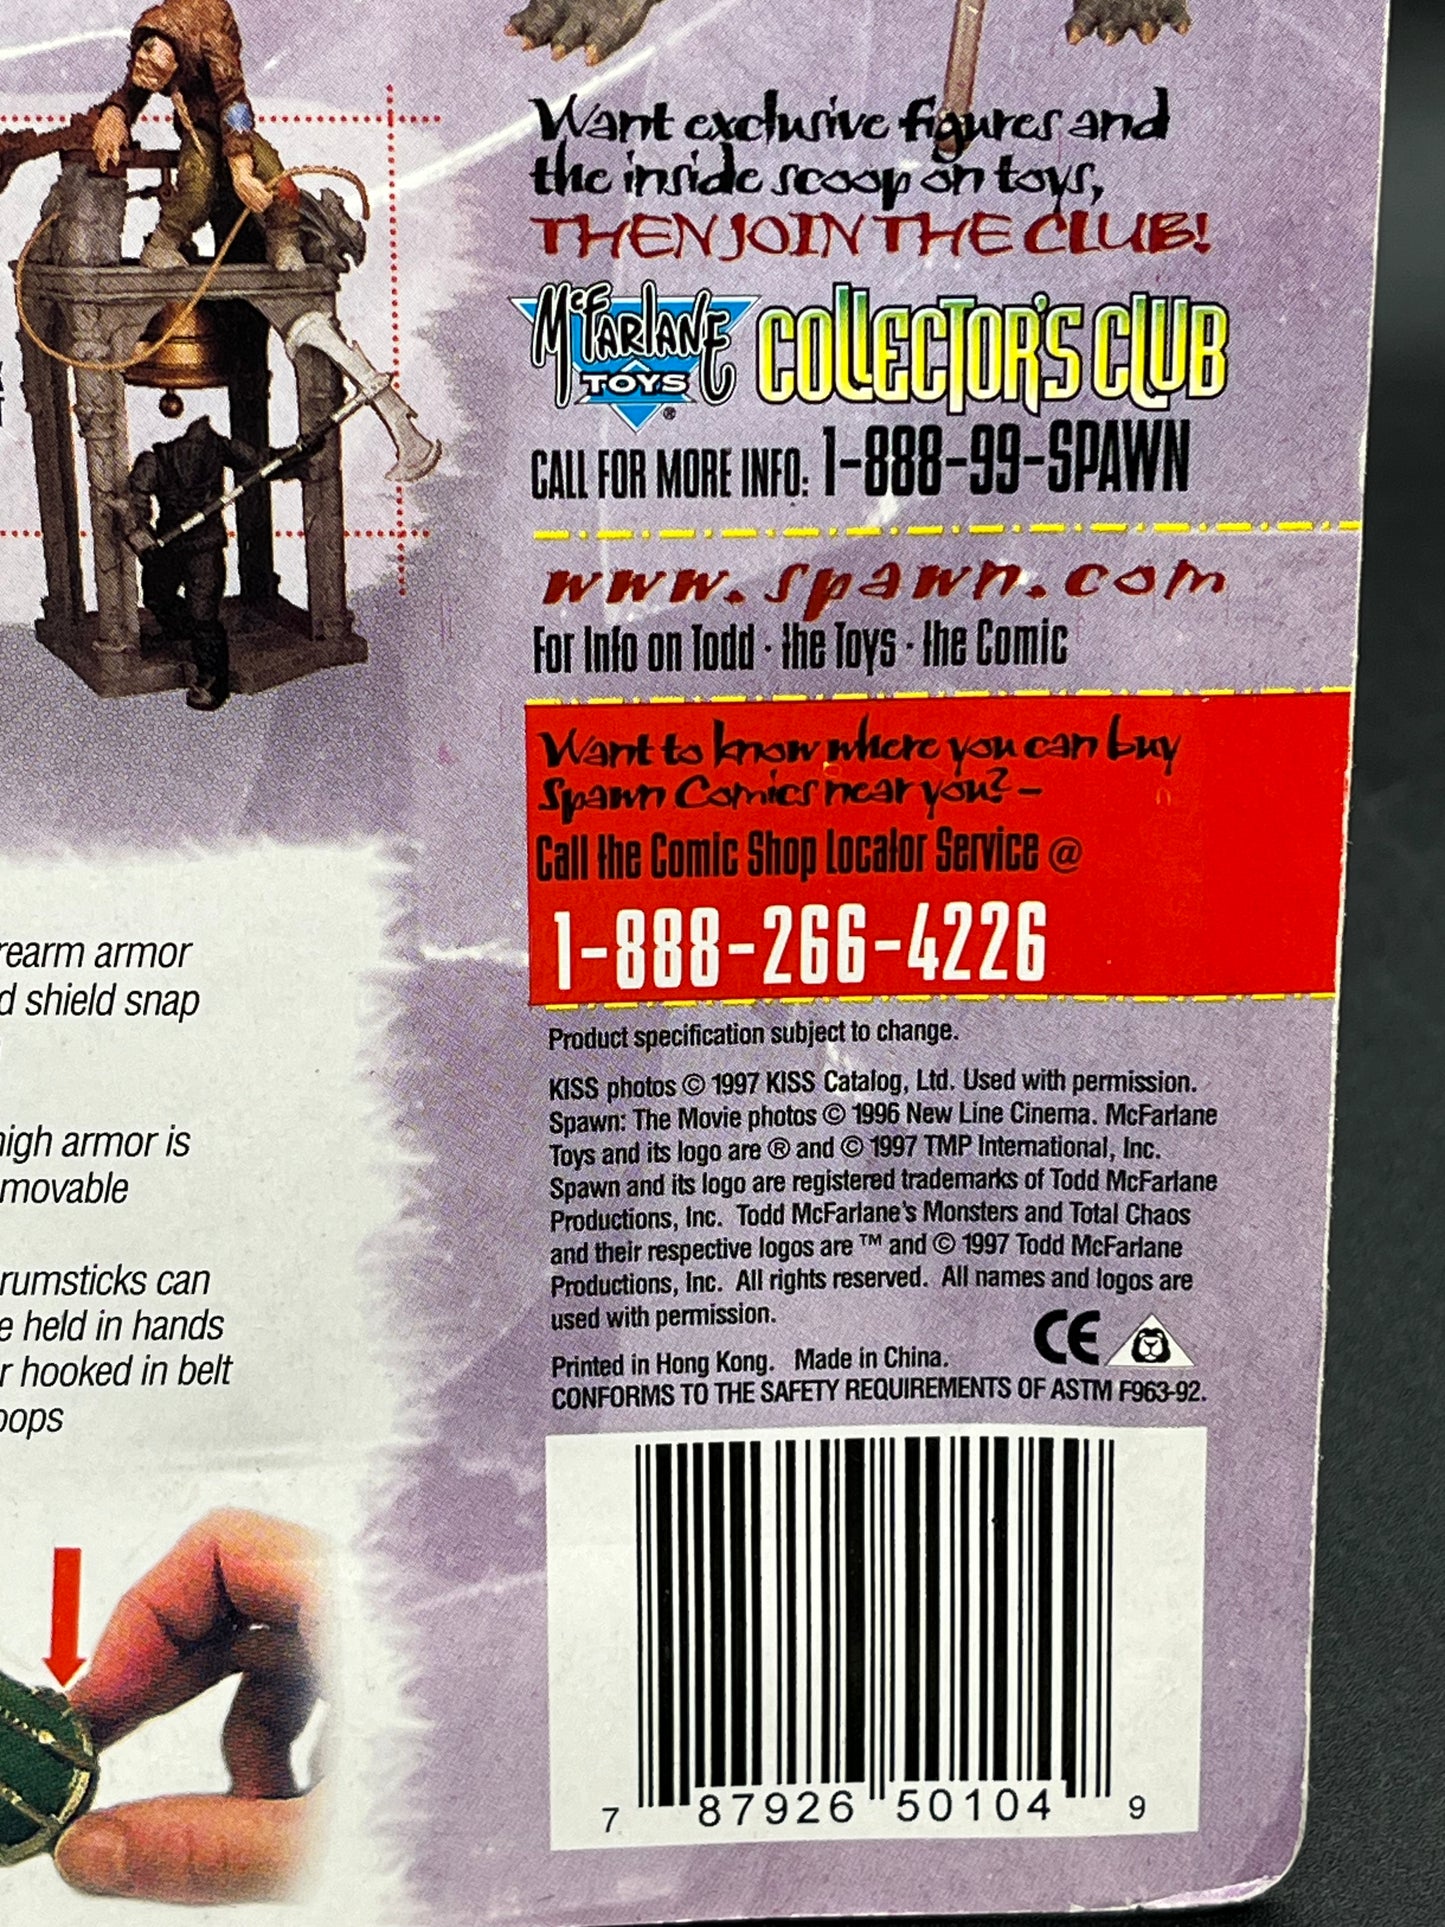 Want exclusive figures and
the inside scoop on toys,
THEN JOIN THE CLUB!
McFARLANE
TOYS®
COLLECTOR'S CLUB
CALL FOR MORE INFO: 1-888-99-SPAWN
www.spawn.com
For Info on Todd · the Toys · the Comic
Want to know where you can buy
Spawn Comics near you? –
Call the Comic Shop Locator Service @
1-888-266-4226
Product specification subject to change.
KISS photos © 1997 KISS Catalog, Ltd. Used with permission.
Spawn: The Movie photos © 1996 New Line Cinema. McFarlane
Toys and its logo are ® and © 1997 TMP International, Inc.
Spawn and its logo are registered trademarks of Todd McFarlane
Productions, Inc. Todd McFarlane's Monsters and Total Chaos
and their respective logos are ™ and © 1997 Todd McFarlane
Productions, Inc. All rights reserved. All names and logos are
used with permission.
CE
Printed in Hong Kong. Made in China.
CONFORMS TO THE SAFETY REQUIREMENTS OF ASTM F963-92.
7 87926 50104 9
rearm armor
d shield snap
high armor is
movable
rumsticks can
e held in hands
r hooked in belt
oops